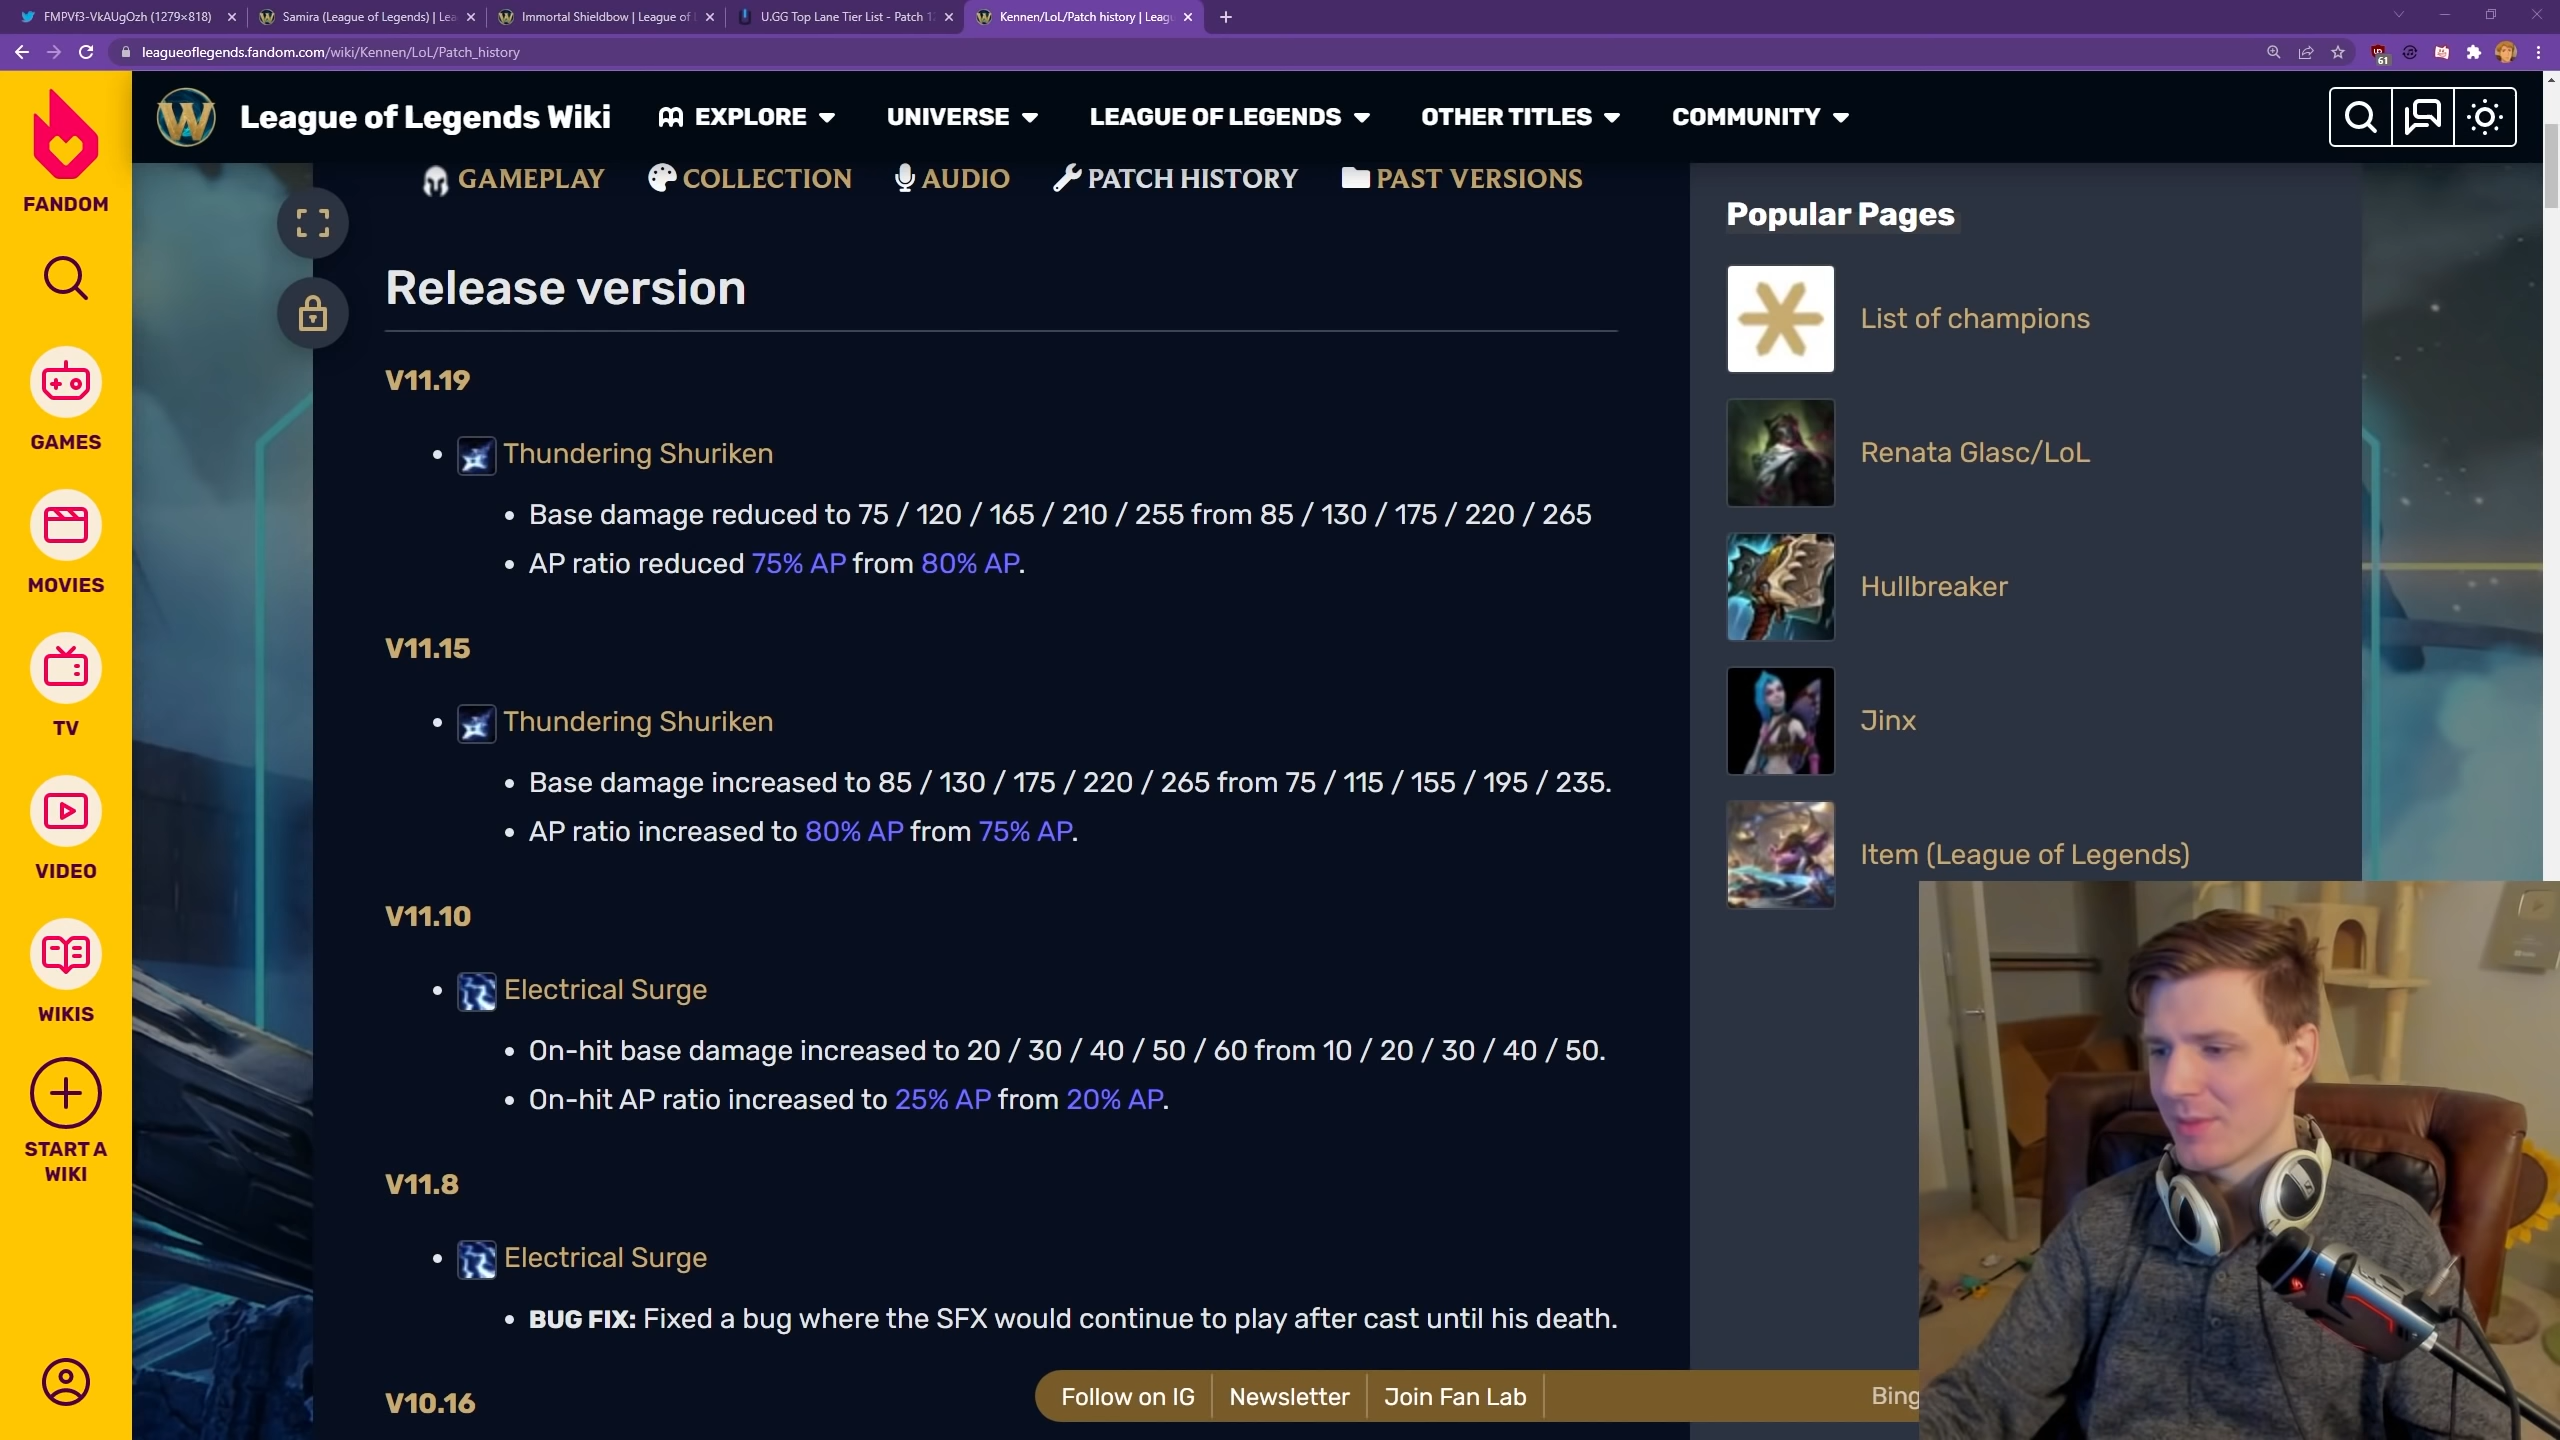 FMPVf3-VkAUgOzh (1279×818)
Samira (League of Legends) | Lea
Immortal Shieldbow | League of
U.GG Top Lane Tier List - Patch 12
Kennen/LoL/Patch history | Leagu
leagueoflegends.fandom.com/wiki/Kennen/LoL/Patch_history
61
League of Legends Wiki
EXPLORE
UNIVERSE
LEAGUE OF LEGENDS
OTHER TITLES
COMMUNITY
FANDOM
GAMES
MOVIES
TV
VIDEO
WIKIS
START A
WIKI
GAMEPLAY
COLLECTION
AUDIO
PATCH HISTORY
PAST VERSIONS
Release version
V11.19
Thundering Shuriken
Base damage reduced to 75 / 120 / 165 / 210 / 255 from 85 / 130 / 175 / 220 / 265
AP ratio reduced 75% AP from 80% AP.
V11.15
Thundering Shuriken
Base damage increased to 85 / 130 / 175 / 220 / 265 from 75 / 115 / 155 / 195 / 235.
AP ratio increased to 80% AP from 75% AP.
V11.10
Electrical Surge
On-hit base damage increased to 20 / 30 / 40 / 50 / 60 from 10 / 20 / 30 / 40 / 50.
On-hit AP ratio increased to 25% AP from 20% AP.
V11.8
Electrical Surge
BUG FIX: Fixed a bug where the SFX would continue to play after cast until his death.
V10.16
Popular Pages
List of champions
Renata Glasc/LoL
Hullbreaker
Jinx
Item (League of Legends)
Follow on IG
Newsletter
Join Fan Lab
Bing